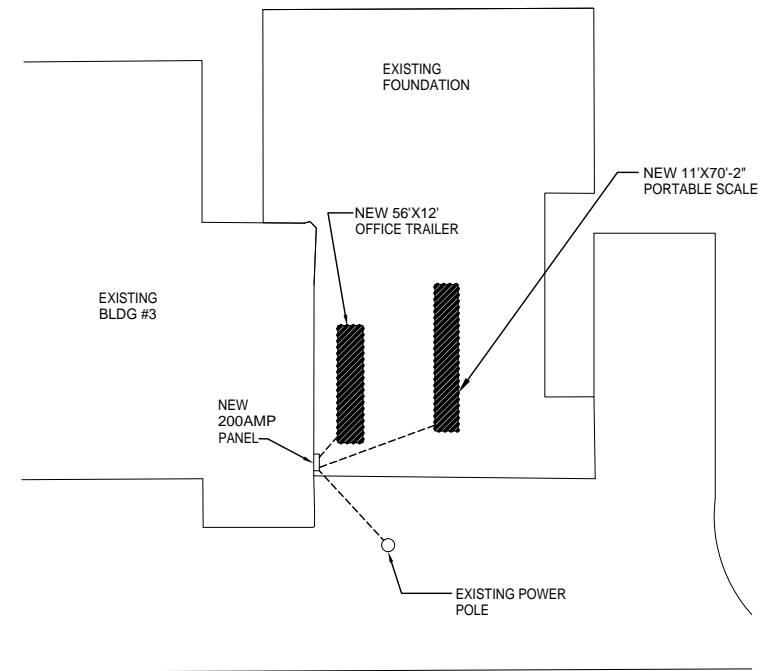 EXISTING
FOUNDATION
NEW 11'X70'-2"
PORTABLE SCALE
NEW 56'X12'
OFFICE TRAILER
EXISTING
BLDG #3
NEW
200AMP
PANEL
EXISTING POWER
POLE